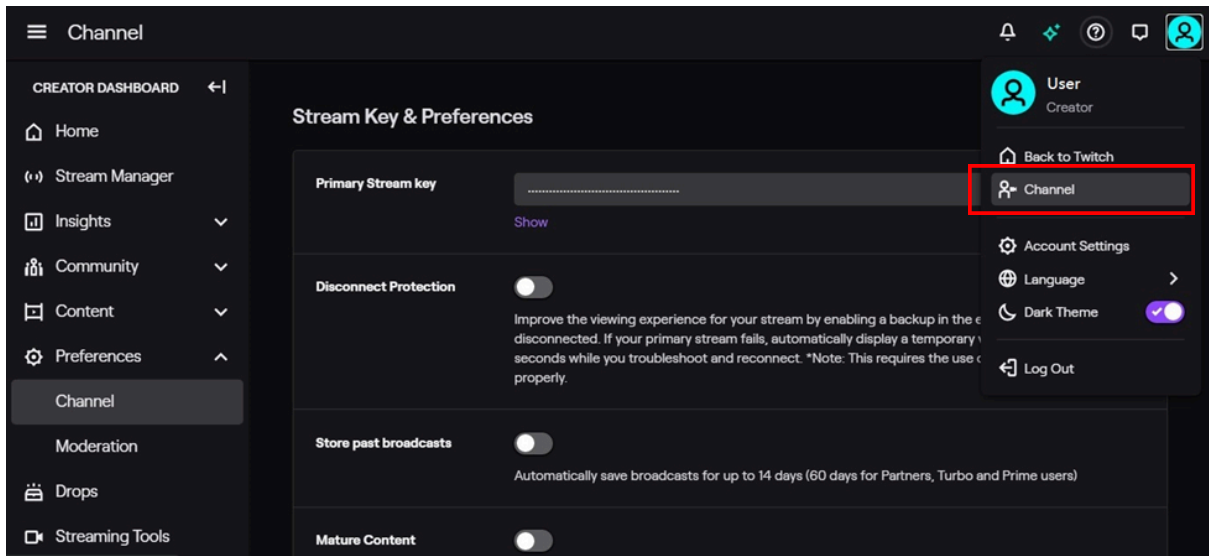 Channel
CREATOR DASHBOARD
Home
Stream Manager
Insights
Community
Content
Preferences
Channel
Moderation
Drops
Streaming Tools
Stream Key & Preferences
Primary Stream key
Show
Disconnect Protection
Improve the viewing experience for your stream by enabling a backup in the e
disconnected. If your primary stream fails, automatically display a temporary
seconds while you troubleshoot and reconnect. *Note: This requires the use
properly.
Store past broadcasts
Automatically save broadcasts for up to 14 days (60 days for Partners, Turbo and Prime users)
Mature Content
User
Creator
Back to Twitch
Channel
Account Settings
Language
Dark Theme
Log Out